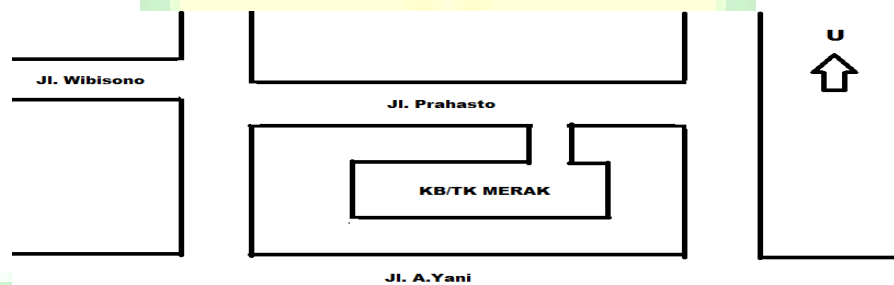 U
Jl. Wibisono
Jl. Prahasto
KB/TK MERAK
Jl. A.Yani